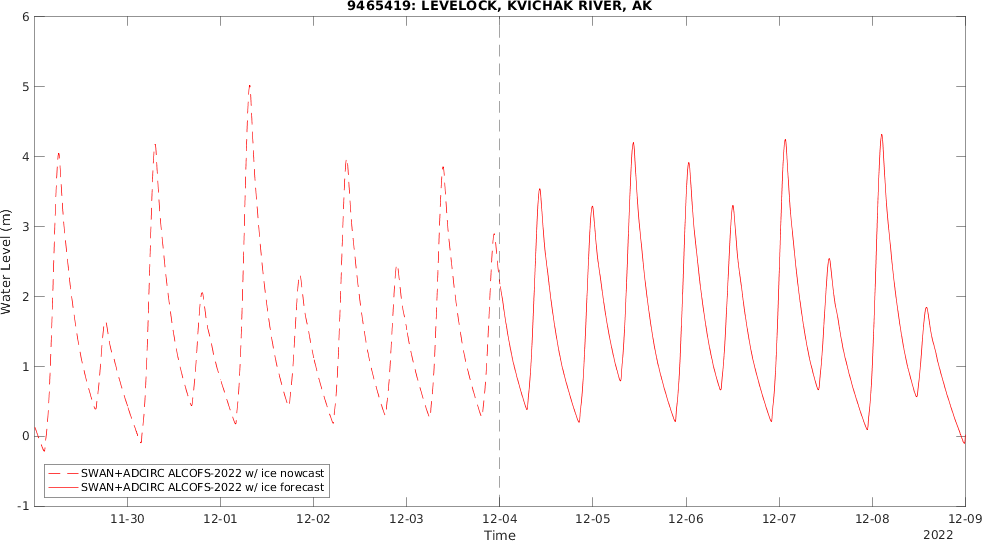 9465419: LEVELOCK, KVICHAK RIVER, AK
6
5
4
3
2
1
0
-1
Water Level (m)
SWAN+ADCIRC ALCOFS-2022 w/ ice nowcast
SWAN+ADCIRC ALCOFS-2022 w/ ice forecast
11-30 12-01 12-02 12-03 12-04 12-05 12-06 12-07 12-08 12-09
Time
2022